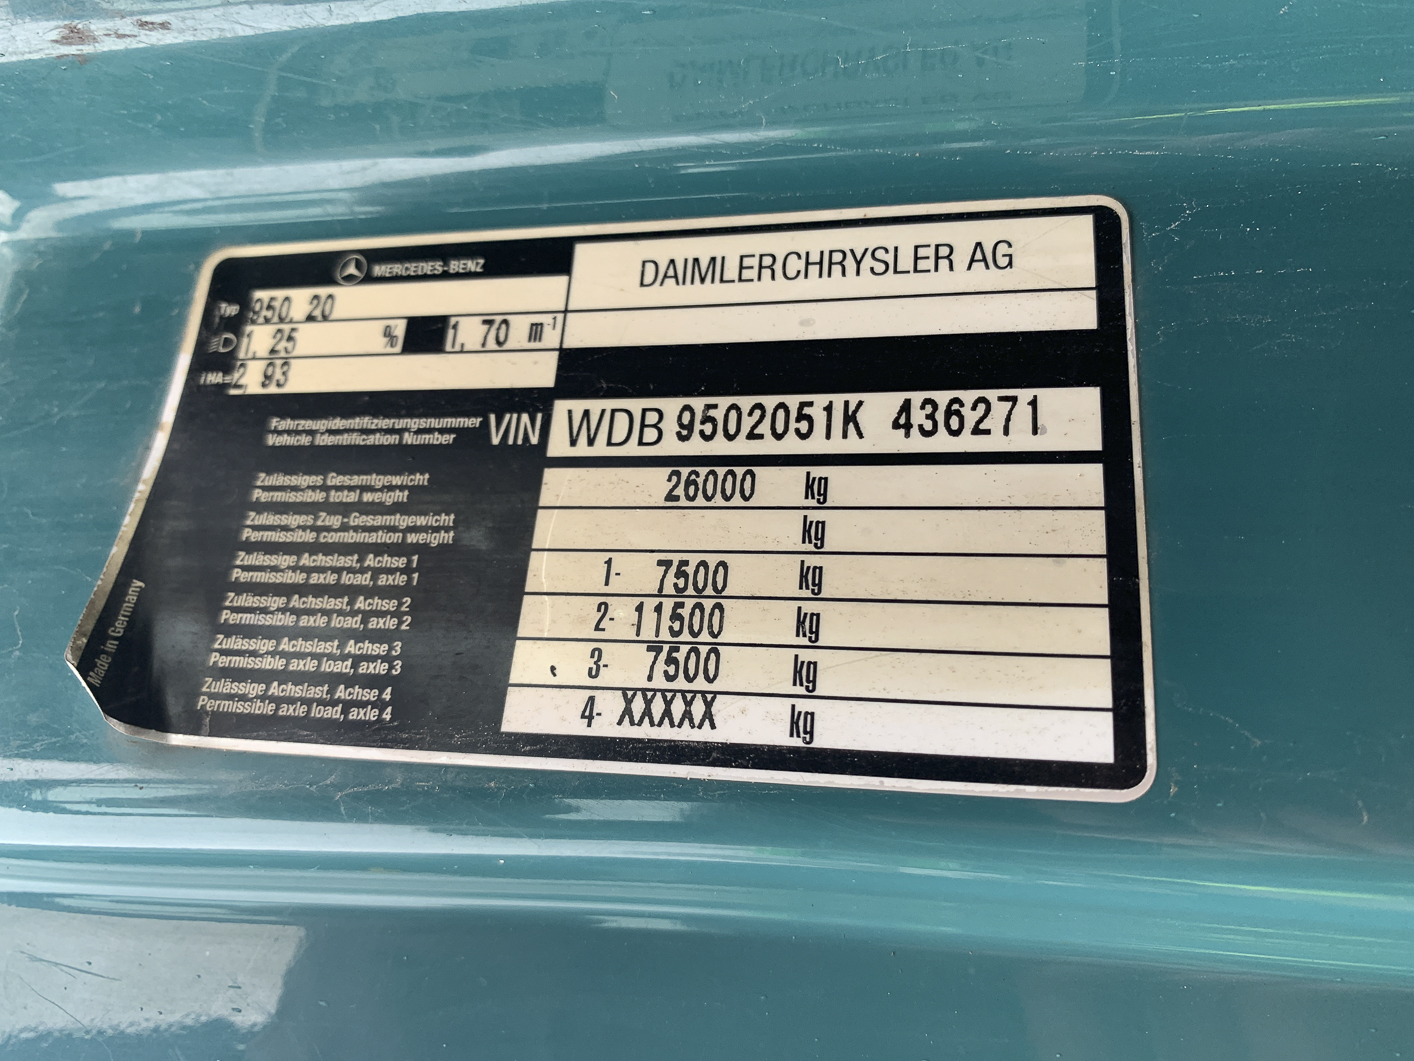 MERCEDES-BENZ
DAIMLERCHRYSLER AG
Typ 950. 20
1, 25 % 1, 70 m-1
i HA= 2, 93
Fahrzeugidentifizierungsnummer
Vehicle Identification Number
VIN WDB 9502051K 436271
Zulässiges Gesamtgewicht
Permissible total weight
26000 kg
Zulässiges Zug-Gesamtgewicht
Permissible combination weight
kg
Zulässige Achslast, Achse 1
Permissible axle load, axle 1
1- 7500 kg
Zulässige Achslast, Achse 2
Permissible axle load, axle 2
2- 11500 kg
Zulässige Achslast, Achse 3
Permissible axle load, axle 3
3- 7500 kg
Zulässige Achslast, Achse 4
Permissible axle load, axle 4
4- XXXXX kg
Made in Germany